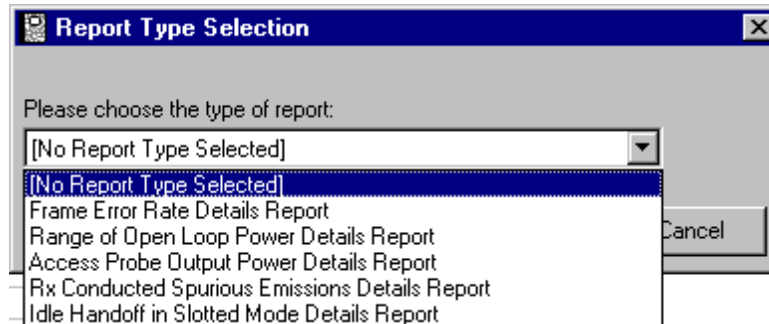 Report Type Selection
Please choose the type of report:
[No Report Type Selected]
[No Report Type Selected]
Frame Error Rate Details Report
Range of Open Loop Power Details Report
Cancel
Access Probe Output Power Details Report
Rx Conducted Spurious Emissions Details Report
Idle Handoff in Slotted Mode Details Report